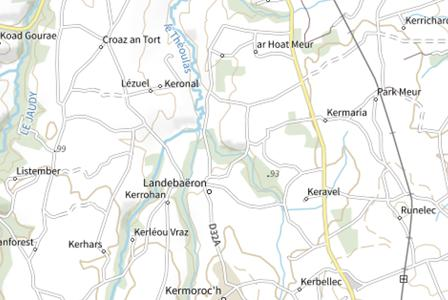 Koad Gourae
Croaz an Tort
le Théoulas
ar Hoat Meur
Kerrichard
Lézuel
Keronal
Park Meur
LE JAUDY
Kermaria
99
Listember
93
Landebaëron
Kerrohan
Keravel
Runelec
D32A
Kerléou Vraz
anforest
Kerhars
Kermoroc'h
Kerbellec